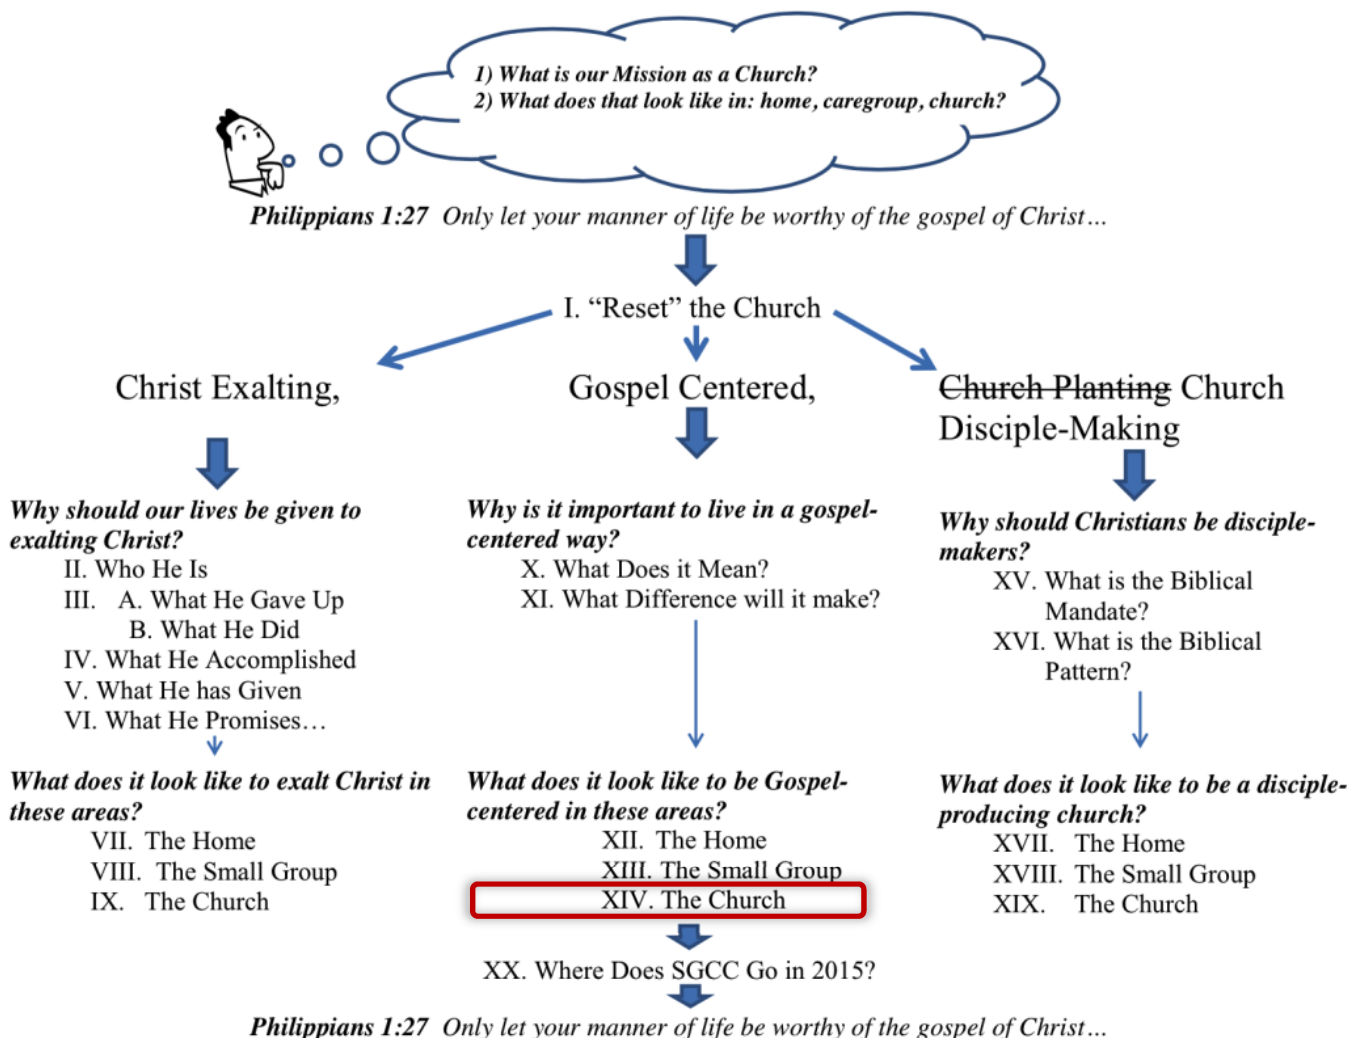 1) What is our Mission as a Church?
2) What does that look like in: home, caregroup, church?
Philippians 1:27 Only let your manner of life be worthy of the gospel of Christ…
I. “Reset” the Church
Christ Exalting,
Gospel Centered,
Church Planting Church
Disciple-Making
Why should our lives be given to
exalting Christ?
II. Who He Is
III. A. What He Gave Up
B. What He Did
IV. What He Accomplished
V. What He has Given
VI. What He Promises…
What does it look like to exalt Christ in
these areas?
VII. The Home
VIII. The Small Group
IX. The Church
Why is it important to live in a gospel-
centered way?
X. What Does it Mean?
XI. What Difference will it make?
What does it look like to be Gospel-
centered in these areas?
XII. The Home
XIII. The Small Group
XIV. The Church
Why should Christians be disciple-
makers?
XV. What is the Biblical
Mandate?
XVI. What is the Biblical
Pattern?
What does it look like to be a disciple-
producing church?
XVII. The Home
XVIII. The Small Group
XIX. The Church
XX. Where Does SGCC Go in 2015?
Philippians 1:27 Only let your manner of life be worthy of the gospel of Christ…